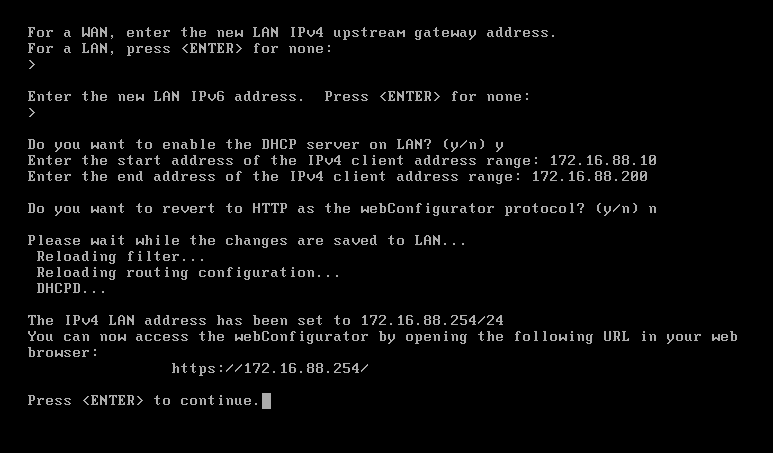 For a WAN, enter the new LAN IPv4 upstream gateway address.
For a LAN, press <ENTER> for none:
>
Enter the new LAN IPv6 address.  Press <ENTER> for none:
>
Do you want to enable the DHCP server on LAN? (y/n) y
Enter the start address of the IPv4 client address range: 172.16.88.10
Enter the end address of the IPv4 client address range: 172.16.88.200
Do you want to revert to HTTP as the webConfigurator protocol? (y/n) n
Please wait while the changes are saved to LAN...
Reloading filter...
Reloading routing configuration...
DHCPD...
The IPv4 LAN address has been set to 172.16.88.254/24
You can now access the webConfigurator by opening the following URL in your web
browser:
https://172.16.88.254/
Press <ENTER> to continue.